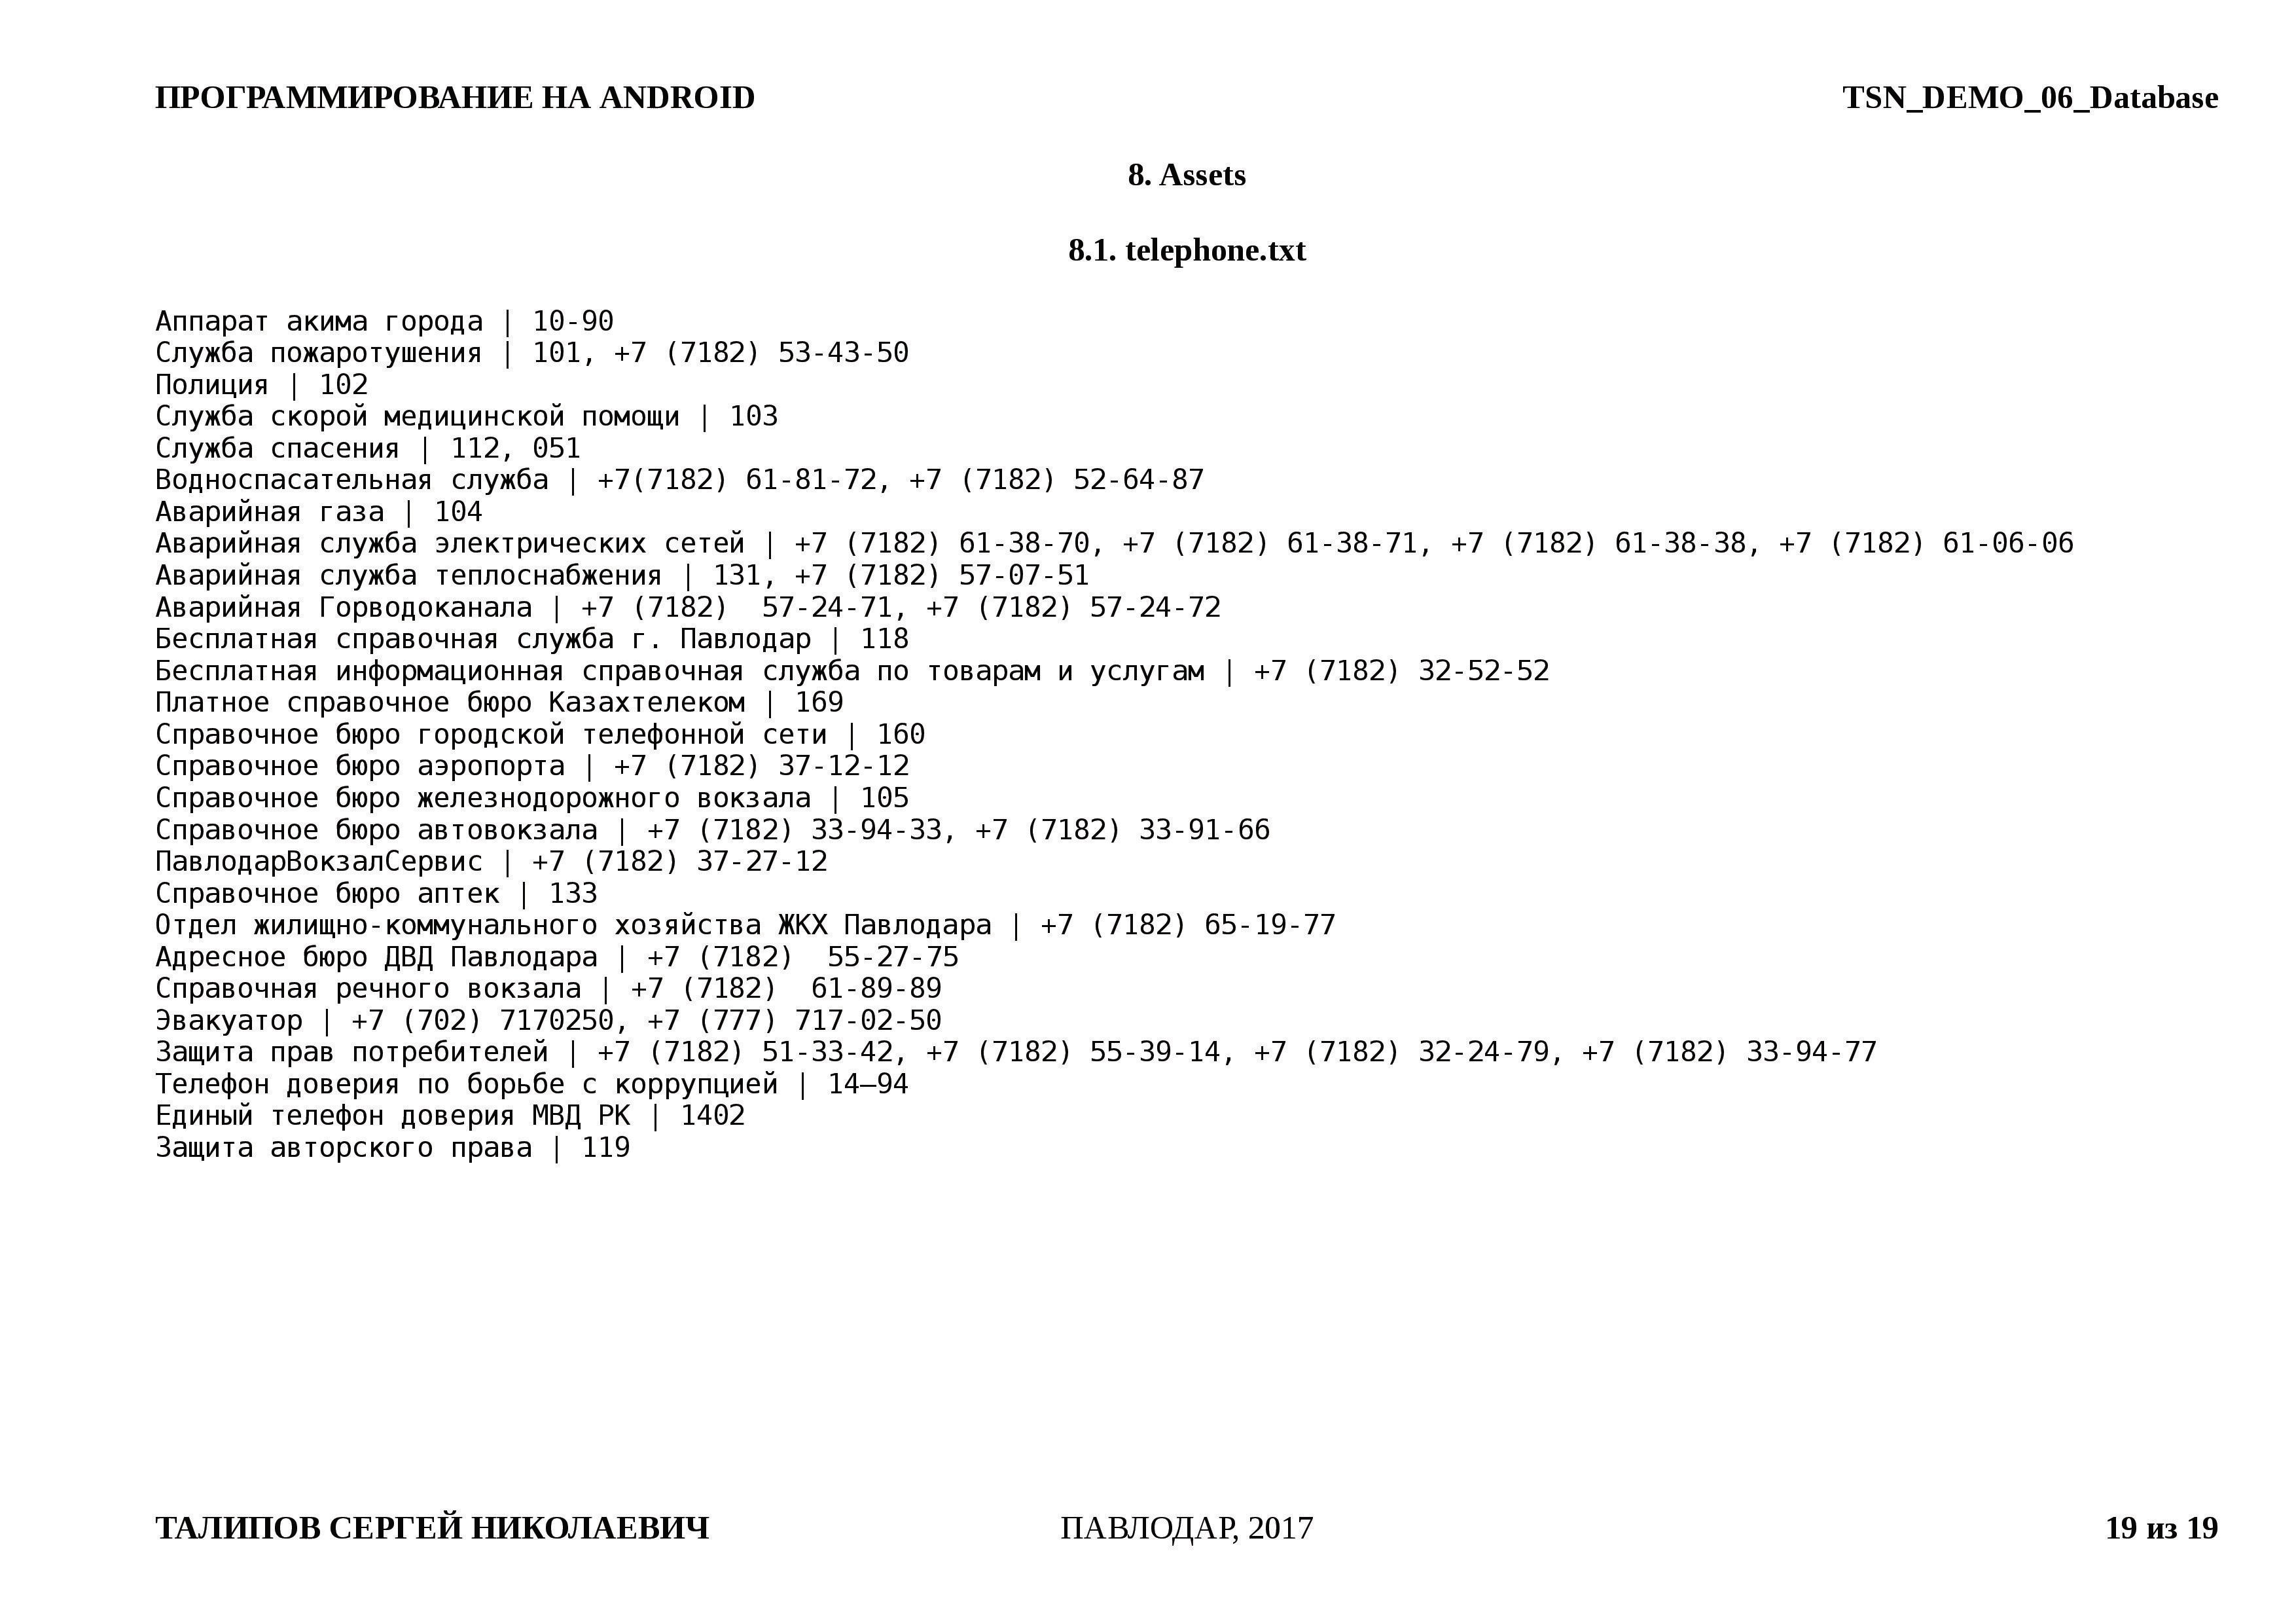 ПРОГРАММИРОВАНИЕ НА ANDROID TSN_DEMO_06_Database
8. Assets
8.1. telephone.txt
Аппарат акима города | 10-90
Служба пожаротушения | 101, +7 (7182) 53-43-50
Полиция | 102
Служба скорой медицинской помощи | 103
Служба спасения | 112, 051
Водноспасательная служба | +7(7182) 61-81-72, +7 (7182) 52-64-87
Аварийная газа | 104
Аварийная служба электрических сетей | +7 (7182) 61-38-70, +7 (7182) 61-38-71, +7 (7182) 61-38-38, +7 (7182) 61-06-06
Аварийная служба теплоснабжения | 131, +7 (7182) 57-07-51
Аварийная Горводоканала | +7 (7182)  57-24-71, +7 (7182) 57-24-72
Бесплатная справочная служба г. Павлодар | 118
Бесплатная информационная справочная служба по товарам и услугам | +7 (7182) 32-52-52
Платное справочное бюро Казахтелеком | 169
Справочное бюро городской телефонной сети | 160
Справочное бюро аэропорта | +7 (7182) 37-12-12
Справочное бюро железнодорожного вокзала | 105
Справочное бюро автовокзала | +7 (7182) 33-94-33, +7 (7182) 33-91-66
ПавлодарВокзалСервис | +7 (7182) 37-27-12
Справочное бюро аптек | 133
Отдел жилищно-коммунального хозяйства ЖКХ Павлодара | +7 (7182) 65-19-77
Адресное бюро ДВД Павлодара | +7 (7182)  55-27-75
Справочная речного вокзала | +7 (7182)  61-89-89
Эвакуатор | +7 (702) 7170250, +7 (777) 717-02-50
Защита прав потребителей | +7 (7182) 51-33-42, +7 (7182) 55-39-14, +7 (7182) 32-24-79, +7 (7182) 33-94-77
Телефон доверия по борьбе с коррупцией | 14–94
Единый телефон доверия МВД РК | 1402
Защита авторского права | 119
ТАЛИПОВ СЕРГЕЙ НИКОЛАЕВИЧ ПАВЛОДАР, 2017 19 из 19